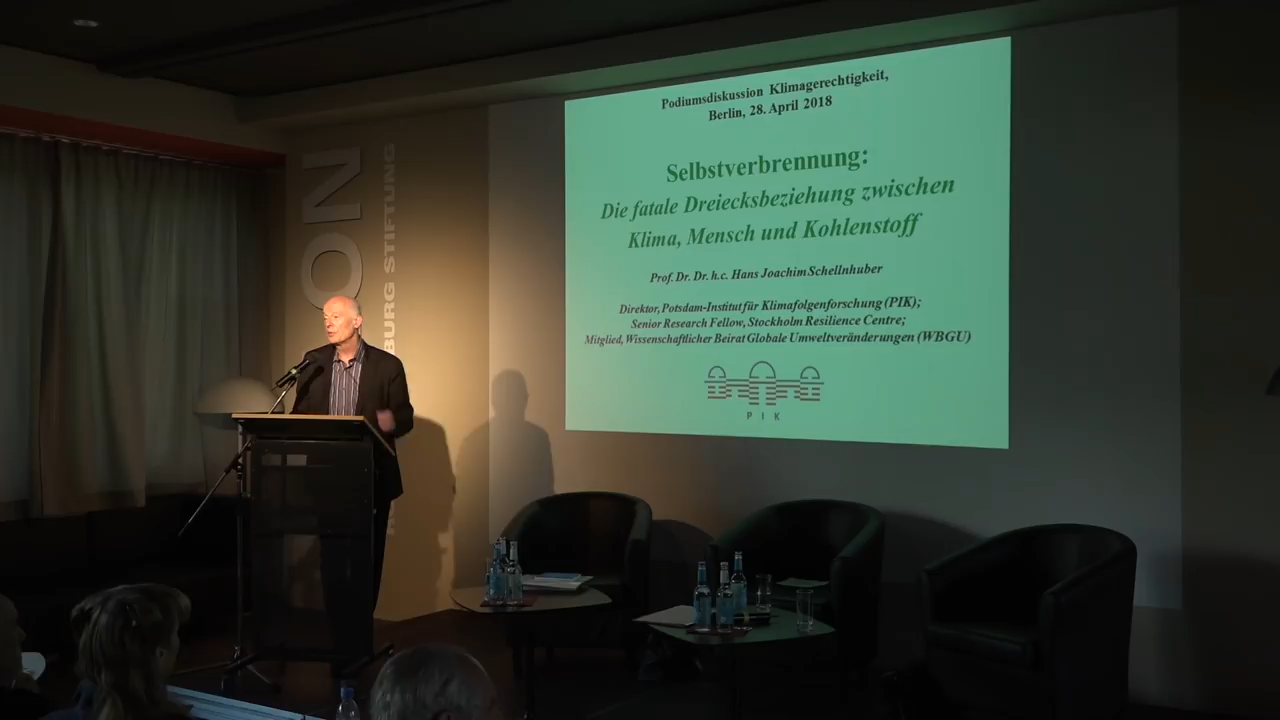 Podiumsdiskussion Klimagerechtigkeit,
Berlin, 28. April 2018
Selbstverbrennung:
Die fatale Dreiecksbeziehung zwischen
Klima, Mensch und Kohlenstoff
Prof. Dr. Dr. h.c. Hans Joachim Schellnhuber
Direktor, Potsdam-Institut für Klimafolgenforschung (PIK);
Senior Research Fellow, Stockholm Resilience Centre;
Mitglied, Wissenschaftlicher Beirat Globale Umweltveränderungen (WBGU)
PIK
ON
BURG STIFTUNG